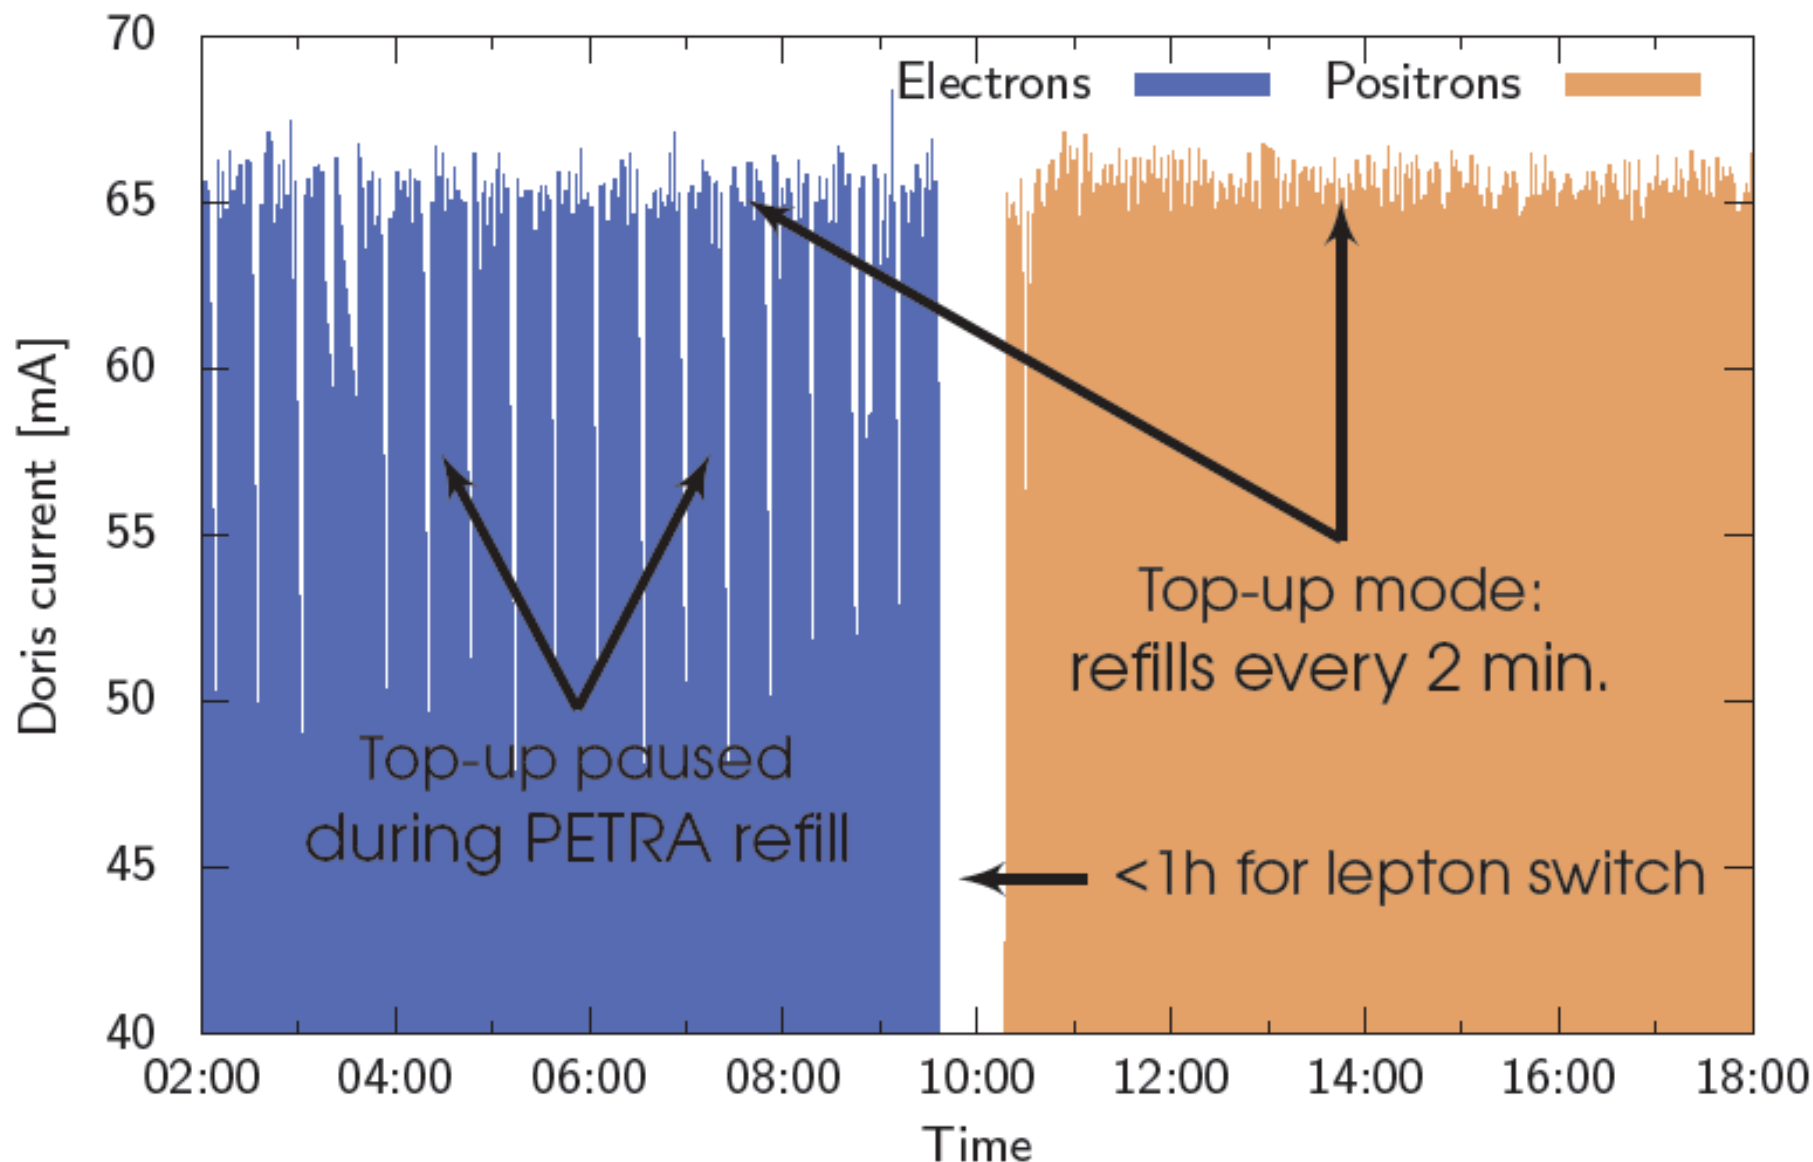 70
65
60
55
50
45
40
Doris current [mA]
Electrons
Positrons
Top-up mode:
refills every 2 min.
Top-up paused
during PETRA refill
<1h for lepton switch
02:00 04:00 06:00 08:00 10:00 12:00 14:00 16:00 18:00
Time